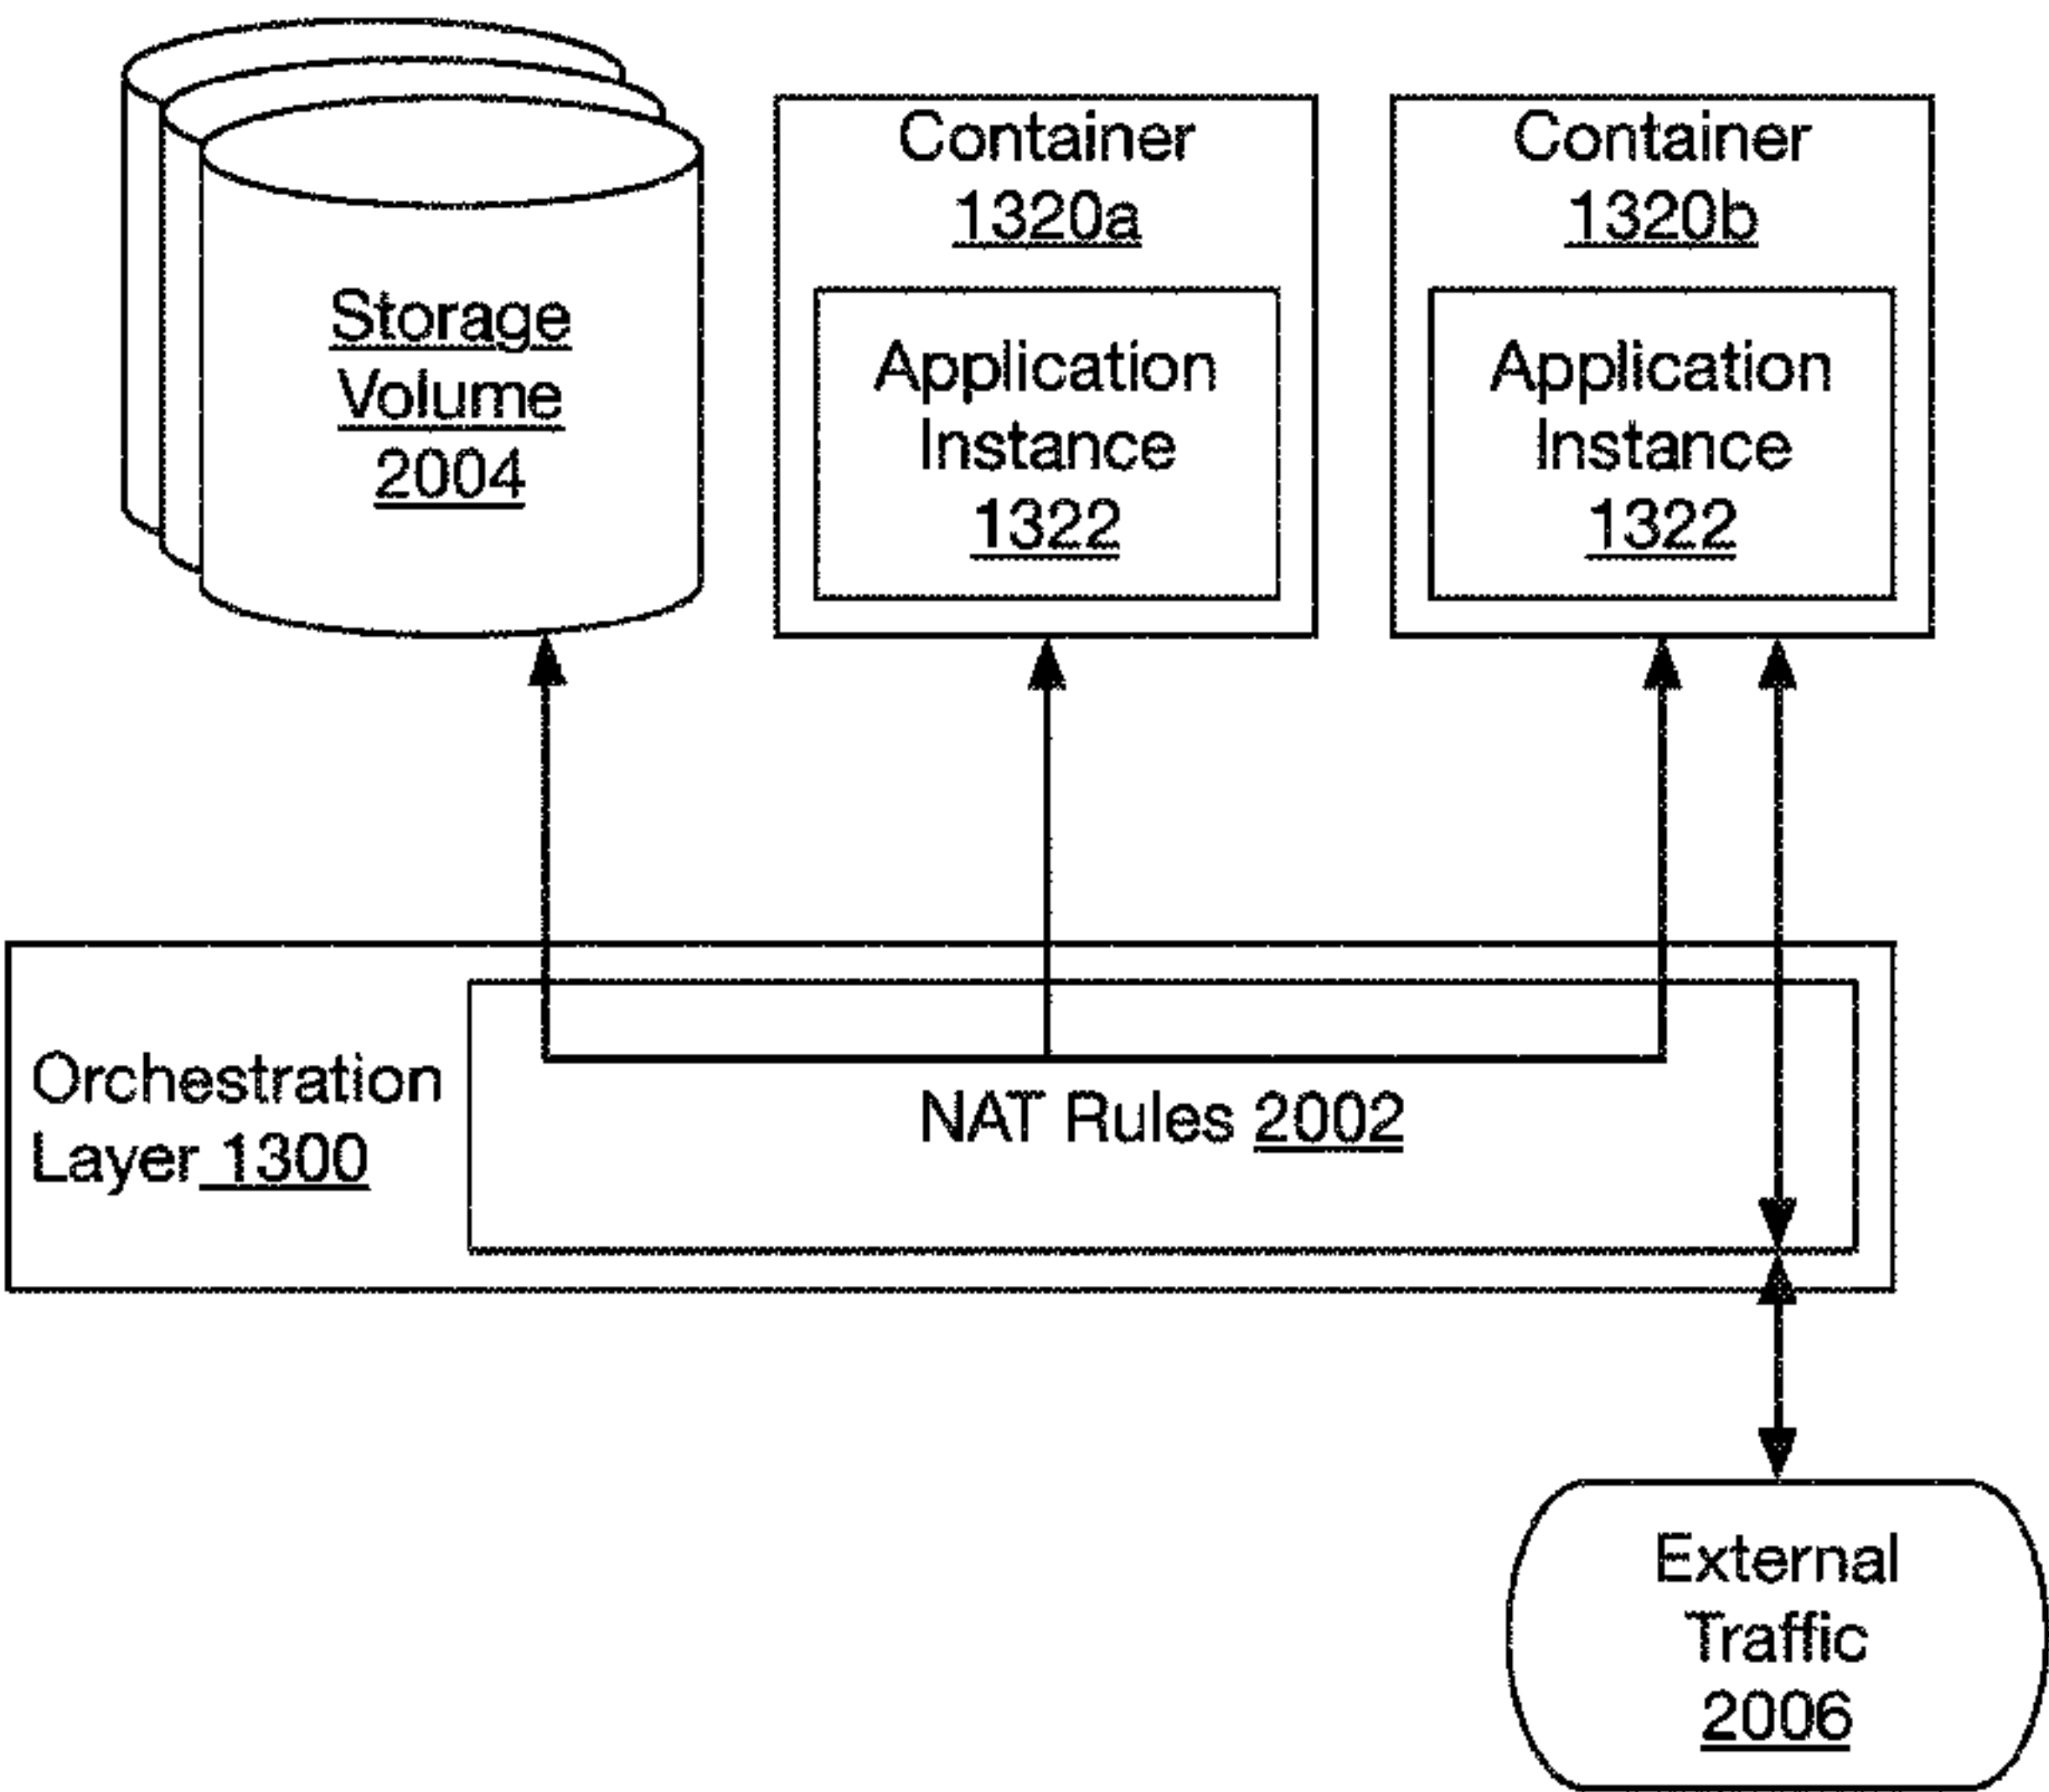 Storage
Volume
2004
Container
1320a
Application
Instance
1322
Container
1320b
Application
Instance
1322
Orchestration
Layer 1300
NAT Rules 2002
External
Traffic
2006